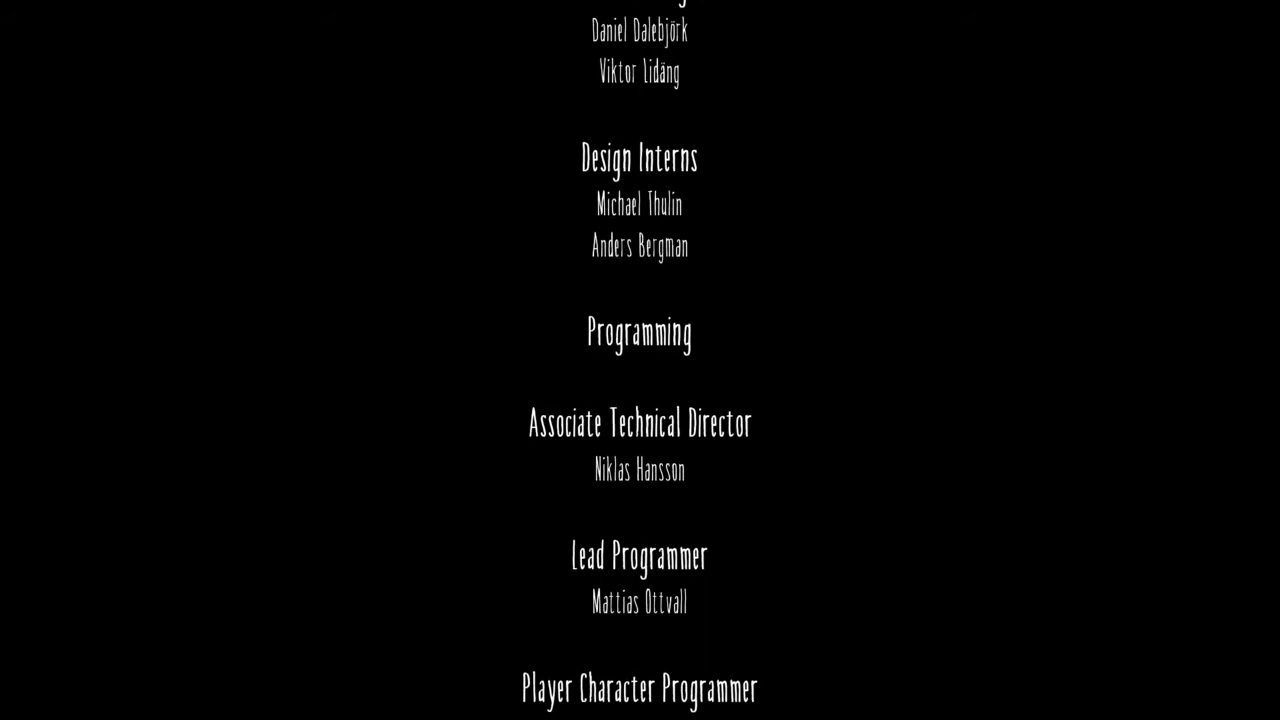 Daniel Dalebjörk
Viktor Lidäng
Design Interns
Michael Thulin
Anders Bergman
Programming
Associate Technical Director
Niklas Hansson
Lead Programmer
Mattias Ottvall
Player Character Programmer